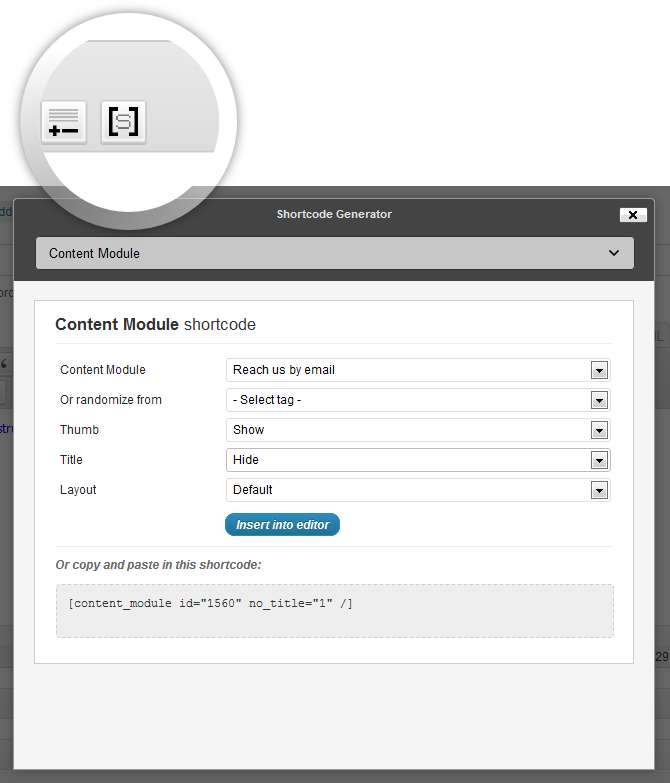 [S]
dd
Shortcode Generator
Content Module
Content Module shortcode
Content Module Reach us by email
Or randomize from - Select tag -
Thumb Show
Title Hide
Layout Default
Insert into editor
Or copy and paste in this shortcode:
[content_module id="1560" no_title="1" /]
29